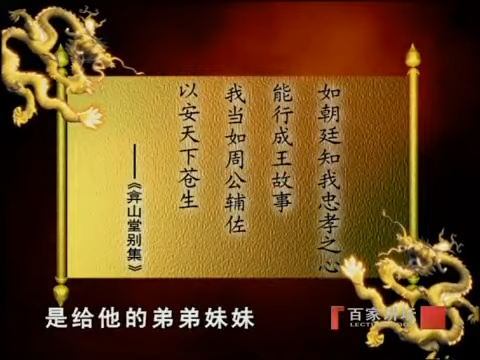 如朝廷知我忠孝之心
能行成王故事
我当如周公辅佐
以安天下苍生
——《弇山堂别集》
是给他的弟弟妹妹
百家讲坛